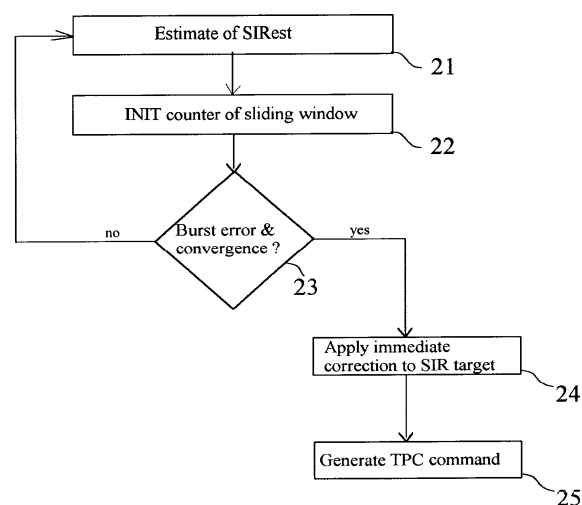 Estimate of SIRest
21
INIT counter of sliding window
22
no
Burst error &
convergence ?
yes
23
Apply immediate
correction to SIR target
24
Generate TPC command
25